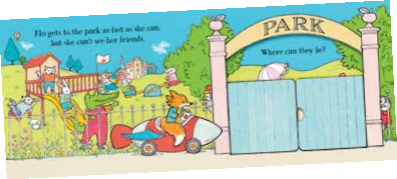 Flo gets to the park as fast as she can,
but she can't see her friends.
PARK
Where can they be?